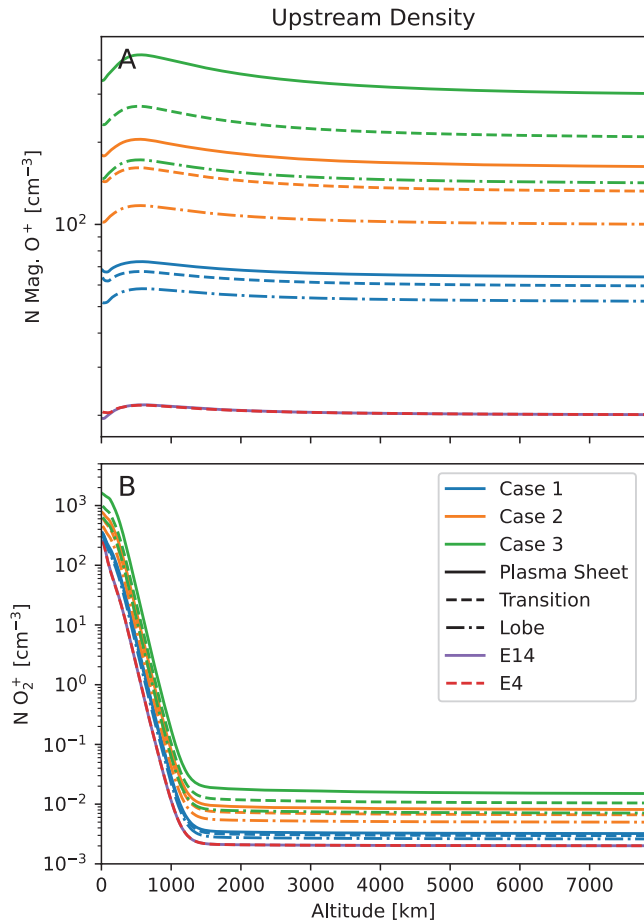 Upstream Density
A
N Mag. O⁺ [cm⁻³]
10²
B
N O₂⁺ [cm⁻³]
10³
10²
10¹
10⁰
10⁻¹
10⁻²
10⁻³
Case 1
Case 2
Case 3
Plasma Sheet
Transition
Lobe
E14
E4
0 1000 2000 3000 4000 5000 6000 7000
Altitude [km]